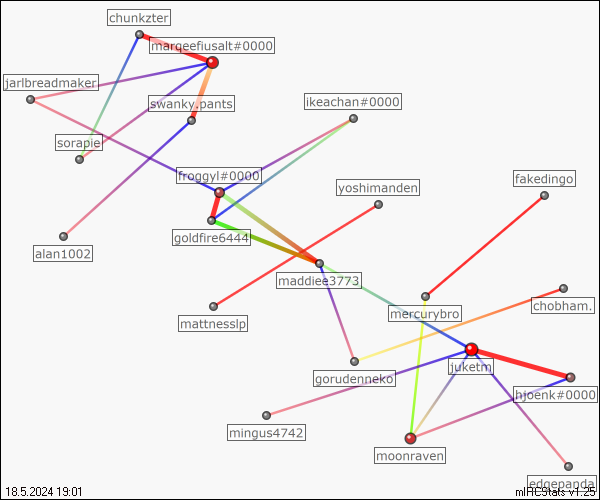 chunkzter
marqeefiusalt#0000
jarlbreadmaker
swanky.pants
ikeachan#0000
sorapie
froggyl#0000
yoshimanden
fakedingo
goldfire6444
alan1002
maddiee3773
chobham.
mercurybro
mattnesslp
juketm
gorudenneko
hjoenk#0000
mingus4742
moonraven
edgepanda
18.5.2024 19:01
mIHCStats v1.25